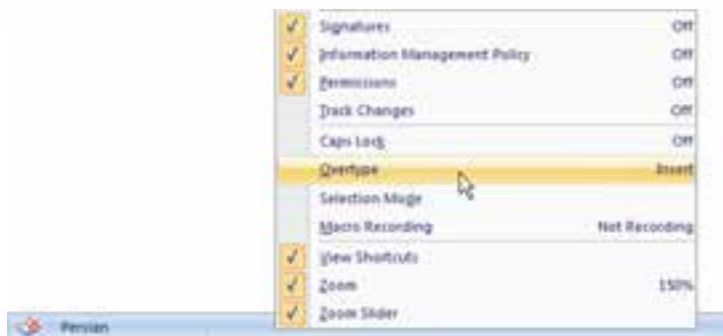 Signatures Off
Information Management Policy Off
Permissions Off
Track Changes Off
Caps Lock Off
Overtype Insert
Selection Mode
Macro Recording Not Recording
View Shortcuts
Zoom 150%
Zoom Slider
Persian